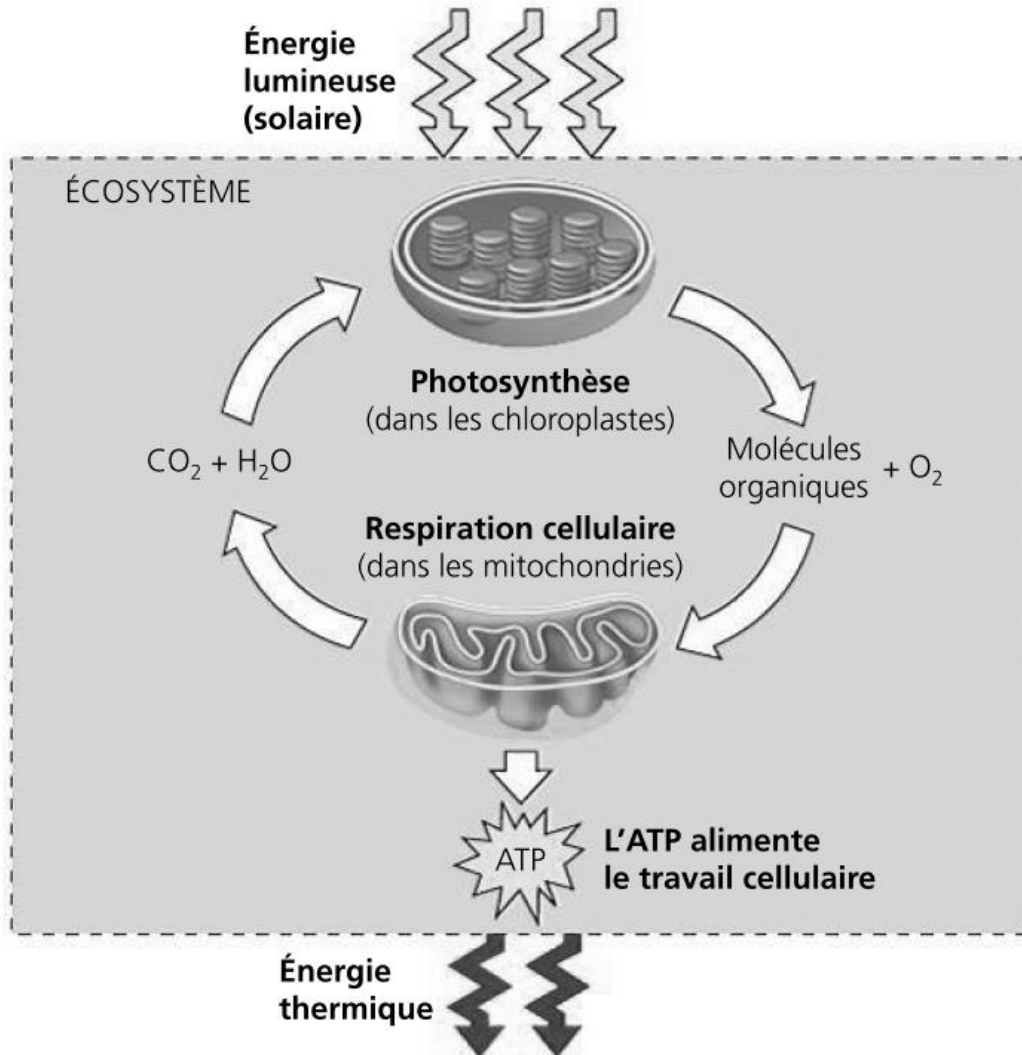 Énergie
lumineuse
(solaire)
ÉCOSYSTÈME
Photosynthèse
(dans les chloroplastes)
CO₂ + H₂O
Molécules
organiques + O₂
Respiration cellulaire
(dans les mitochondries)
ATP
L'ATP alimente
le travail cellulaire
Énergie
thermique